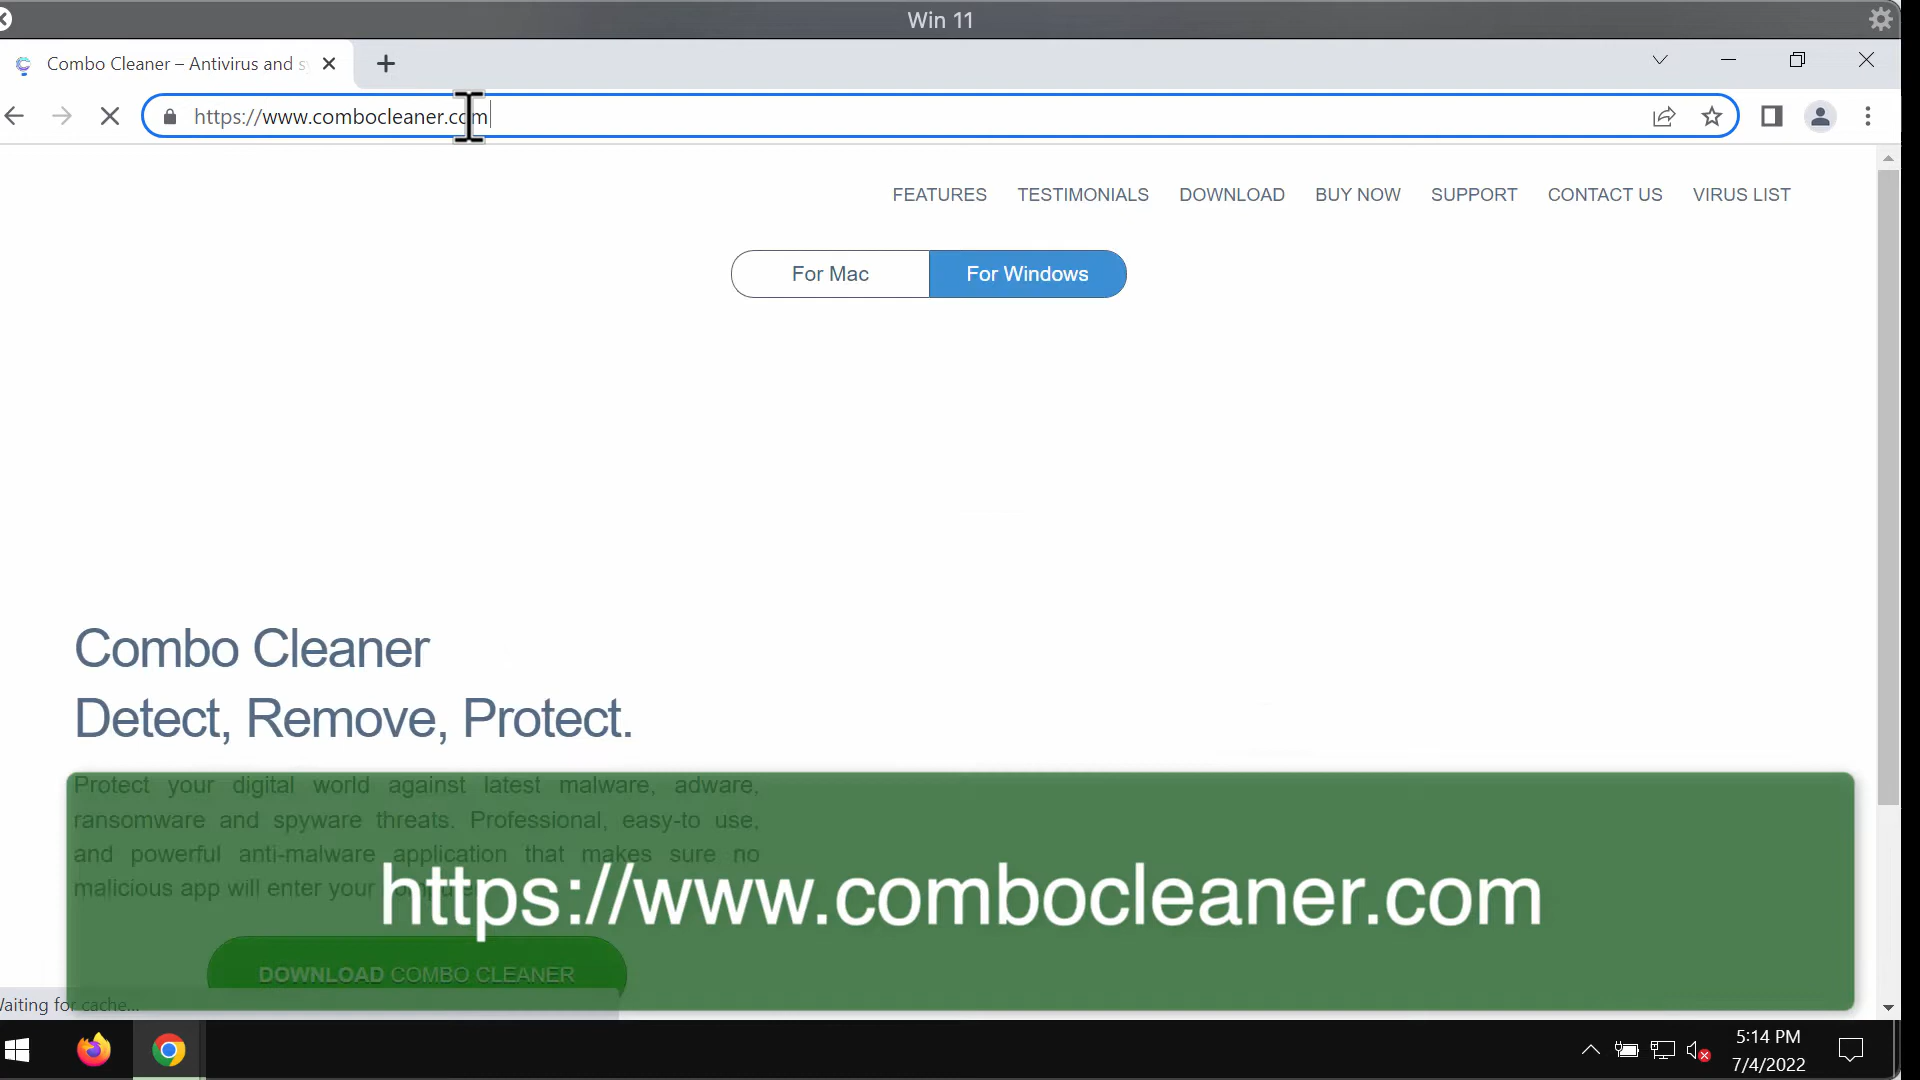 Win 11
Combo Cleaner – Antivirus and s
https://www.combocleaner.com
FEATURES TESTIMONIALS DOWNLOAD BUY NOW SUPPORT CONTACT US VIRUS LIST
For Mac For Windows
Combo Cleaner
Detect, Remove, Protect.
Protect your digital world against latest malware, adware,
ransomware and spyware threats. Professional, easy-to use,
and powerful anti-malware application that makes sure no
malicious app will enter your
https://www.combocleaner.com
DOWNLOAD COMBO CLEANER
Waiting for cache...
5:14 PM
7/4/2022